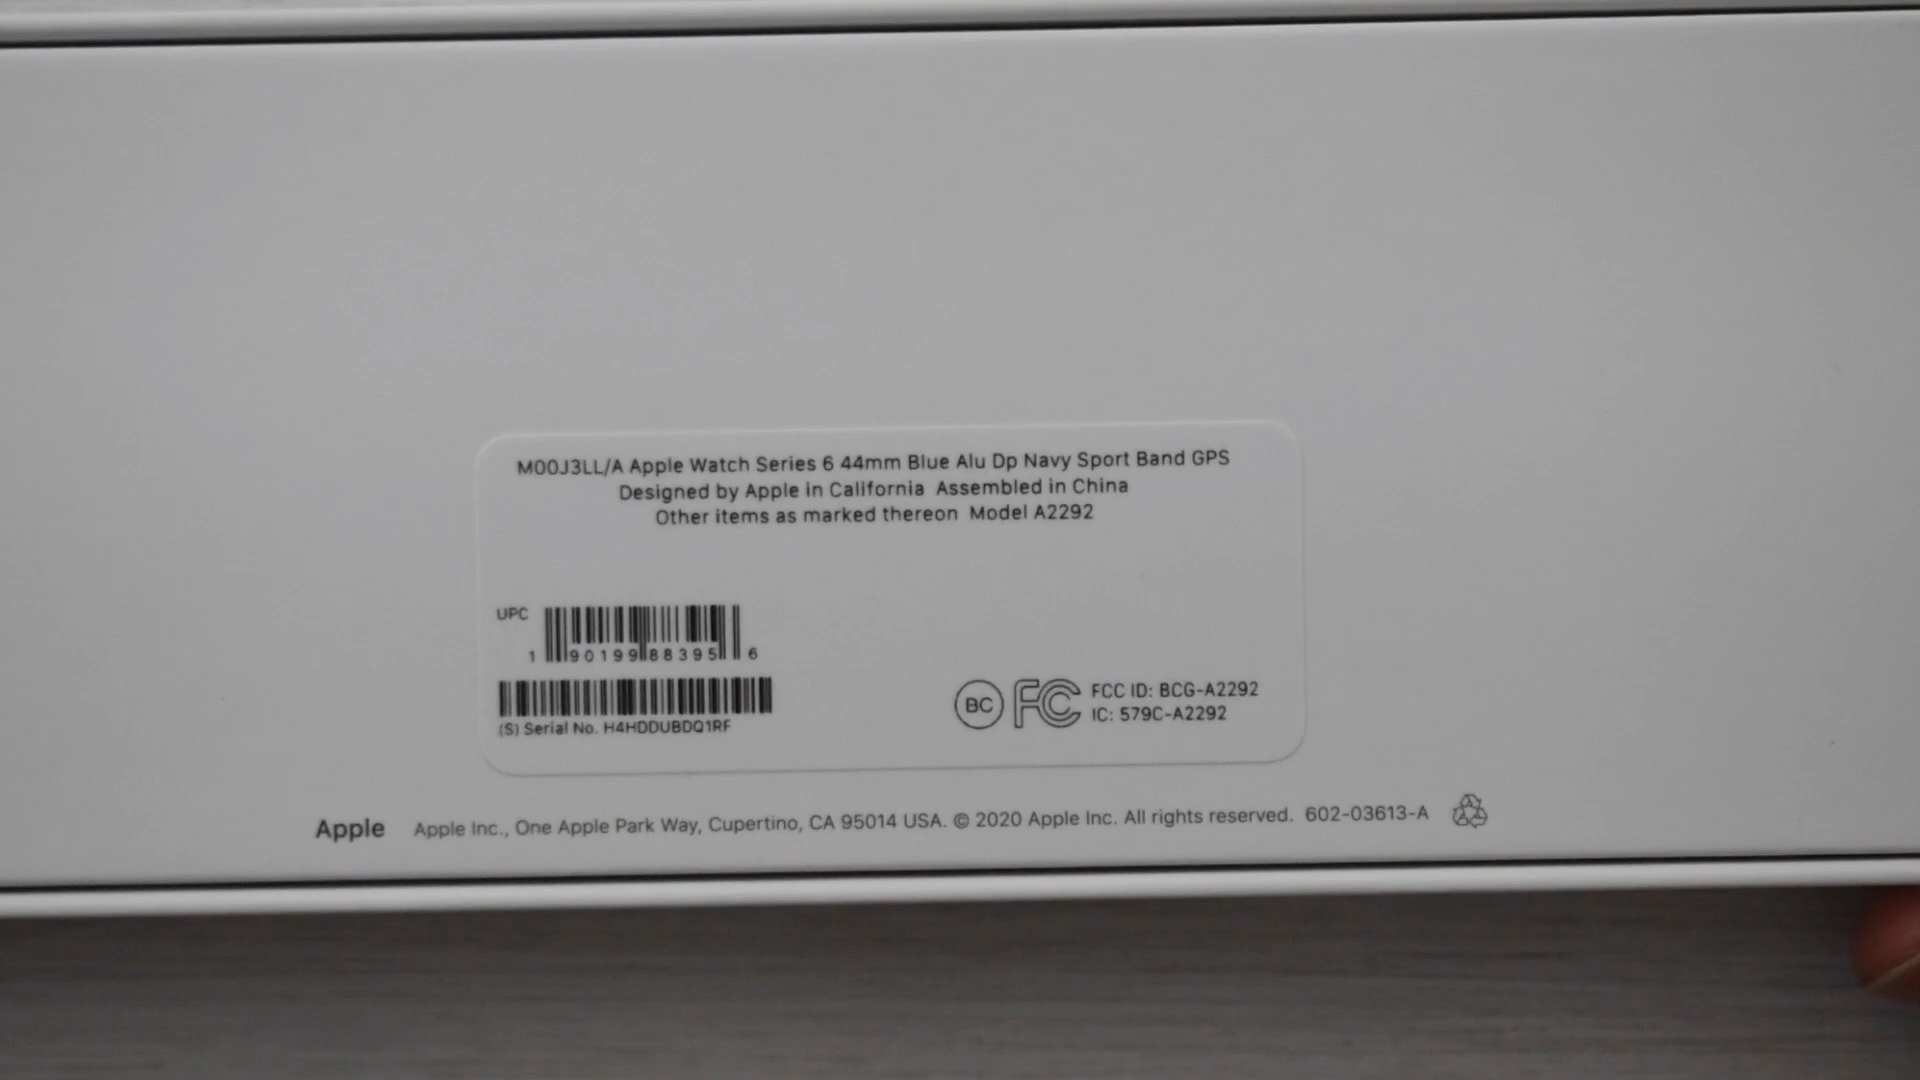 M00J3LL/A Apple Watch Series 6 44mm Blue Alu Dp Navy Sport Band GPS
Designed by Apple in California Assembled in China
Other items as marked thereon Model A2292
UPC
1 90199 88395 6
(S) Serial No. H4HDDUBDQ1RF
BC FC FCC ID: BCG-A2292
IC: 579C-A2292
Apple Apple Inc., One Apple Park Way, Cupertino, CA 95014 USA. © 2020 Apple Inc. All rights reserved. 602-03613-A